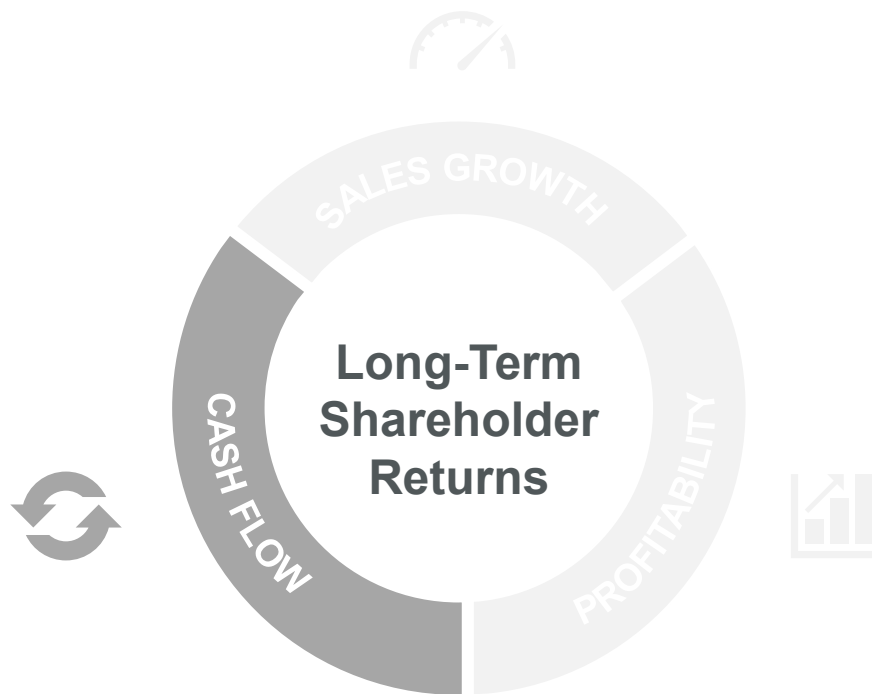 SALES GROWTH
Long-Term
Shareholder
Returns
CASH FLOW
PROFITABILITY